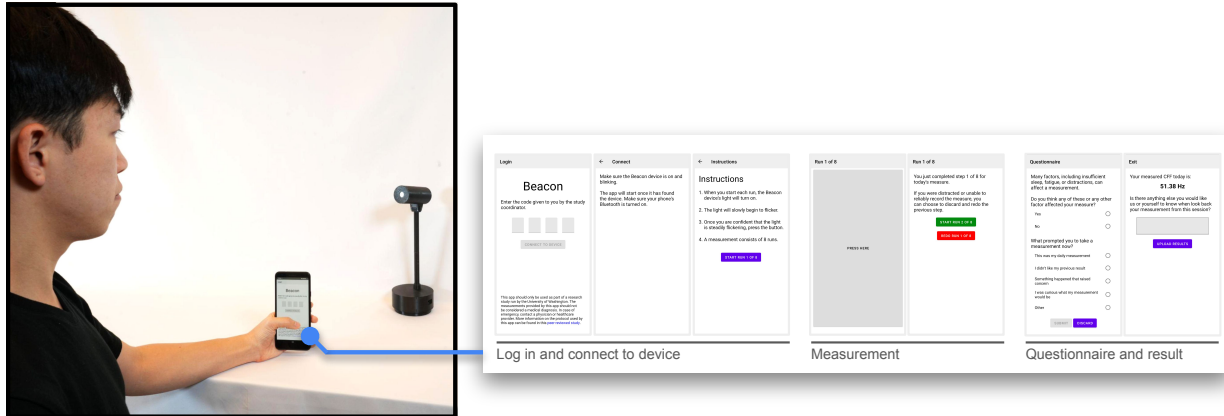 Login
Beacon
Enter the code given to you by the study
coordinator.
CONNECT TO DEVICE
This app should only be used as part of a research
study run by the University of Washington. The
measurements provided by this app should not
be considered a medical diagnosis. In case of
emergency, contact a physician or healthcare
provider. More information on the protocol used by
this app can be found in this peer-reviewed study.
← Connect
Make sure the Beacon device is on and
blinking.
The app will start once it has found
the device. Make sure your phone's
Bluetooth is turned on.
← Instructions
Instructions
1. When you start each run, the Beacon
device's light will turn on.
2. The light will slowly begin to flicker.
3. Once you are confident that the light
is steadily flickering, press the button.
4. A measurement consists of 8 runs.
START RUN 1 OF 8
Log in and connect to device
Run 1 of 8
PRESS HERE
Run 1 of 8
You just completed step 1 of 8 for
today's measure.
If you were distracted or unable to
reliably record the measure, you
can choose to discard and redo the
previous step.
START RUN 2 OF 8
REDO RUN 1 OF 8
Measurement
Questionnaire
Many factors, including insufficient
sleep, fatigue, or distractions, can
affect a measurement.
Do you think any of these or any other
factor affected your measure?
Yes
No
What prompted you to take a
measurement now?
This was my daily measurement
I didn't like my previous result
Something happened that raised
concern
I was curious what my measurement
would be
Other
SUBMIT DISCARD
Exit
Your measured CFF today is:
51.38 Hz
Is there anything else you would like
us or yourself to know when look back
your measurement from this session?
UPLOAD RESULTS
Questionnaire and result
Beacon